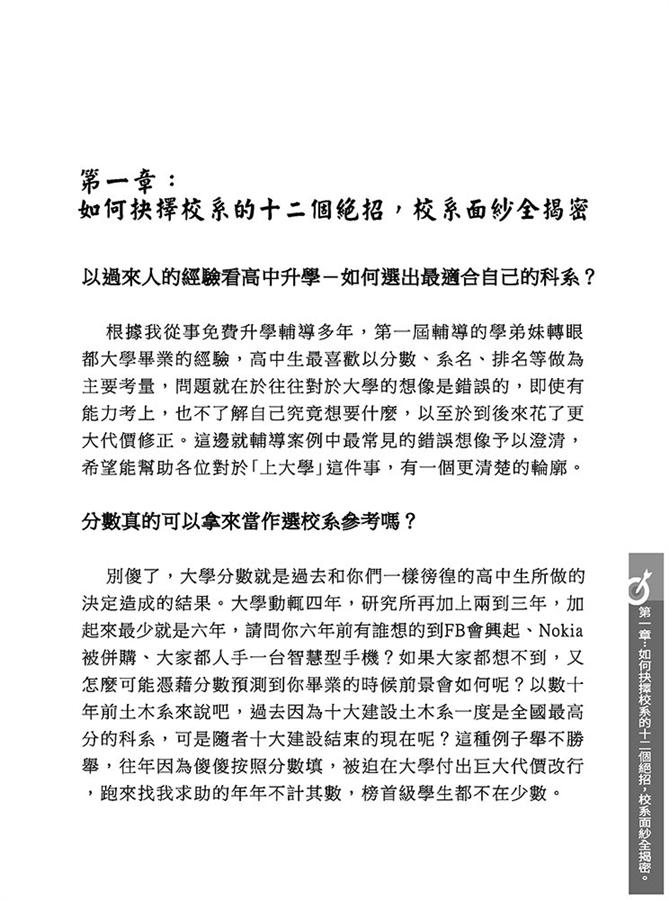 第一章：
如何抉擇校系的十二個絕招，校系面紗全揭密
以過來人的經驗看高中升學－如何選出最適合自己的科系？
根據我從事免費升學輔導多年，第一屆輔導的學弟妹轉眼
都大學畢業的經驗，高中生最喜歡以分數、系名、排名等做為
主要考量，問題就在於往往對於大學的想像是錯誤的，即使有
能力考上，也不了解自己究竟想要什麼，以至於到後來花了更
大代價修正。這邊就輔導案例中最常見的錯誤想像予以澄清，
希望能幫助各位對於「上大學」這件事，有一個更清楚的輪廓。
分數真的可以拿來當作選校系參考嗎？
別傻了，大學分數就是過去和你們一樣徬徨的高中生所做的
決定造成的結果。大學動輒四年，研究所再加上兩到三年，加
起來最少就是六年，請問你六年前有誰想的到FB會興起、Nokia
被併購、大家都人手一台智慧型手機？如果大家都想不到，又
怎麼可能憑藉分數預測到你畢業的時候前景會如何呢？以數十
年前土木系來說吧，過去因為十大建設土木系一度是全國最高
分的科系，可是隨者十大建設結束的現在呢？這種例子舉不勝
舉，往年因為傻傻按照分數填，被迫在大學付出巨大代價改行
，跑來找我求助的年年不計其數，榜首級學生都不在少數。
第一章：如何抉擇校系的十二個絕招，校系面紗全揭密。